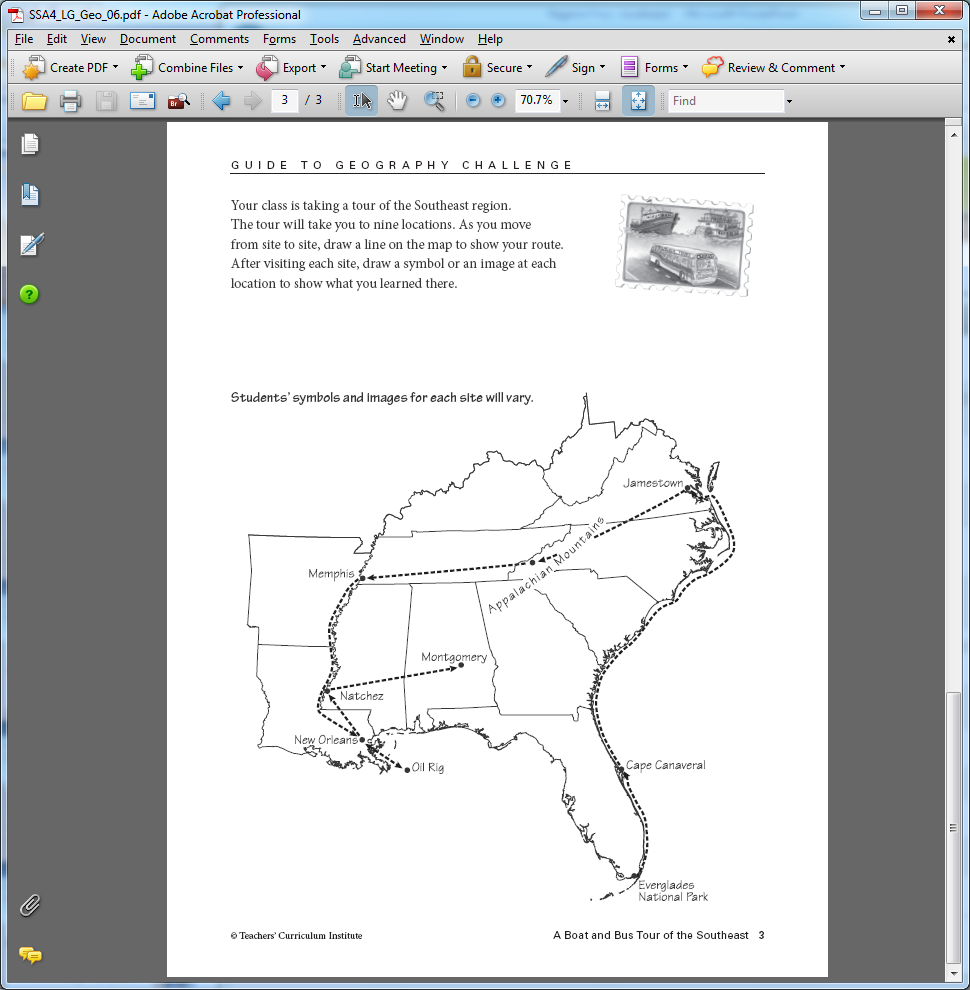 SSA4_LG_Geo_06.pdf - Adobe Acrobat Professional
File Edit View Document Comments Forms Tools Advanced Window Help
Create PDF Combine Files Export Start Meeting Secure Sign Forms Review & Comment
3 / 3 70.7% Find
GUIDE TO GEOGRAPHY CHALLENGE
Your class is taking a tour of the Southeast region.
The tour will take you to nine locations. As you move
from site to site, draw a line on the map to show your route.
After visiting each site, draw a symbol or an image at each
location to show what you learned there.
Students' symbols and images for each site will vary.
Jamestown
Appalachian Mountains
Memphis
Montgomery
Natchez
New Orleans
Oil Rig
Cape Canaveral
Everglades
National Park
© Teachers' Curriculum Institute
A Boat and Bus Tour of the Southeast 3